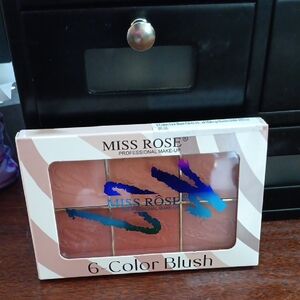 MISS ROSE®
PROFESSIONAL MAKE-UP
MISS ROSE
6-Color Blush